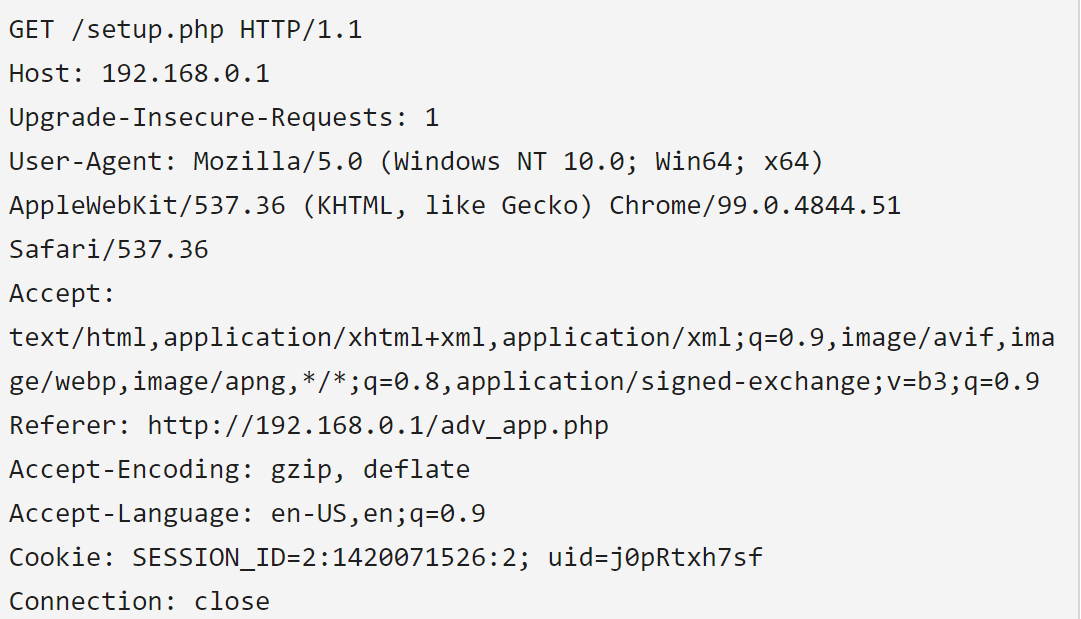 GET /setup.php HTTP/1.1
Host: 192.168.0.1
Upgrade-Insecure-Requests: 1
User-Agent: Mozilla/5.0 (Windows NT 10.0; Win64; x64)
AppleWebKit/537.36 (KHTML, like Gecko) Chrome/99.0.4844.51
Safari/537.36
Accept:
text/html,application/xhtml+xml,application/xml;q=0.9,image/avif,ima
ge/webp,image/apng,*/*;q=0.8,application/signed-exchange;v=b3;q=0.9
Referer: http://192.168.0.1/adv_app.php
Accept-Encoding: gzip, deflate
Accept-Language: en-US,en;q=0.9
Cookie: SESSION_ID=2:1420071526:2; uid=j0pRtxh7sf
Connection: close